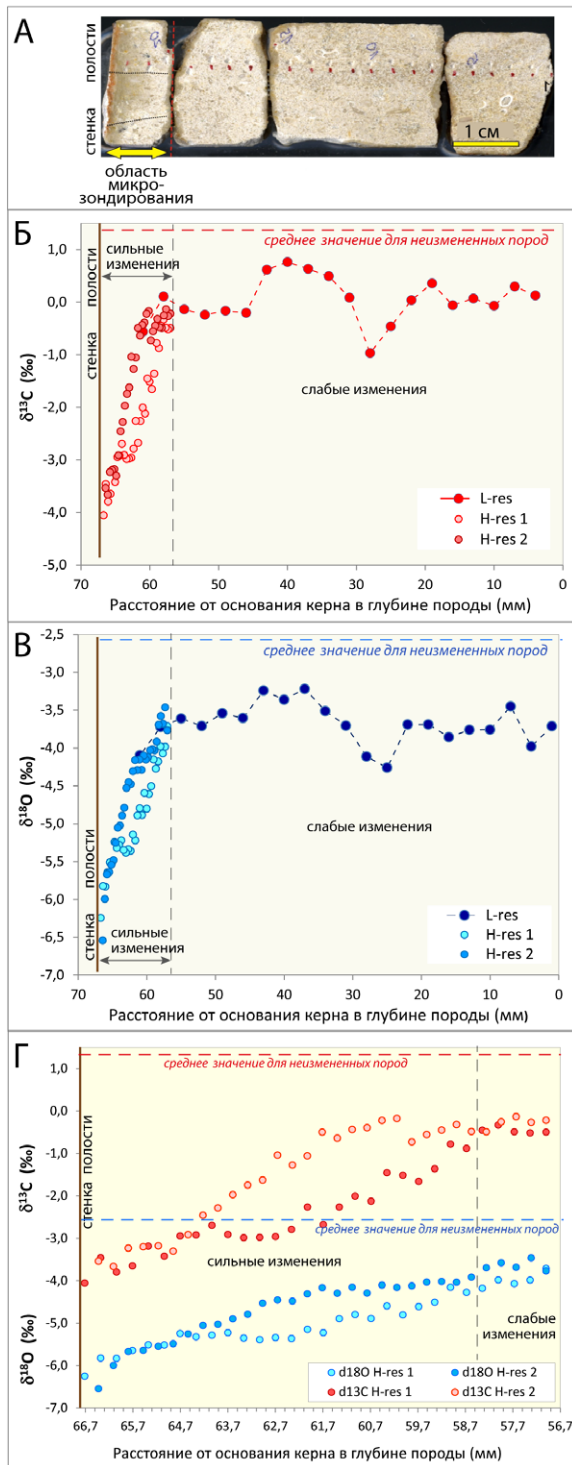 А
стенка
полости
1 см
область
микро-
зондирования
Б
1,0
0,0
-1,0
-2,0
-3,0
-4,0
-5,0
δ¹³C (‰)
стенка
полости
сильные
изменения
среднее значение для неизмененных пород
слабые изменения
L-res
H-res 1
H-res 2
70
60
50
40
30
20
10
0
Расстояние от основания керна в глубине породы (мм)
В
-2,5
-3,0
-3,5
-4,0
-4,5
-5,0
-5,5
-6,0
-6,5
-7,0
δ¹⁸O (‰)
среднее значение для неизмененных пород
слабые изменения
стенка
полости
сильные
изменения
L-res
H-res 1
H-res 2
70
60
50
40
30
20
10
0
Расстояние от основания керна в глубине породы (мм)
Г
1,0
0,0
-1,0
-2,0
-3,0
-4,0
-5,0
-6,0
-7,0
δ¹³C (‰)
δ¹⁸O (‰)
среднее значение для неизмененных пород
стенка полости
среднее значение для неизмененных пород
сильные изменения
слабые
изменения
d18O H-res 1
d18O H-res 2
d13C H-res 1
d13C H-res 2
66,7
65,7
64,7
63,7
62,7
61,7
60,7
59,7
58,7
57,7
56,7
Расстояние от основания керна в глубине породы (мм)